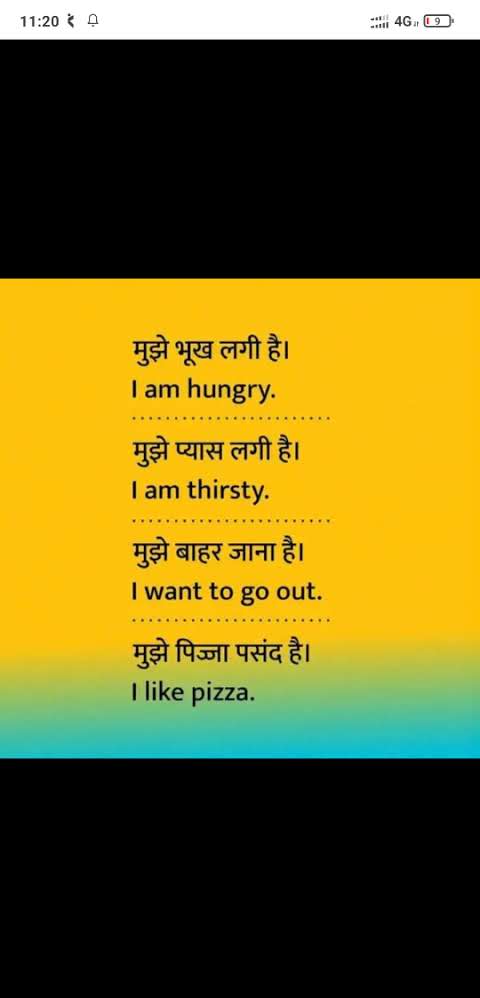 11:20
4G 9
मुझे भूख लगी है।
I am hungry.
मुझे प्यास लगी है।
I am thirsty.
मुझे बाहर जाना है।
I want to go out.
मुझे पिज्जा पसंद है।
I like pizza.